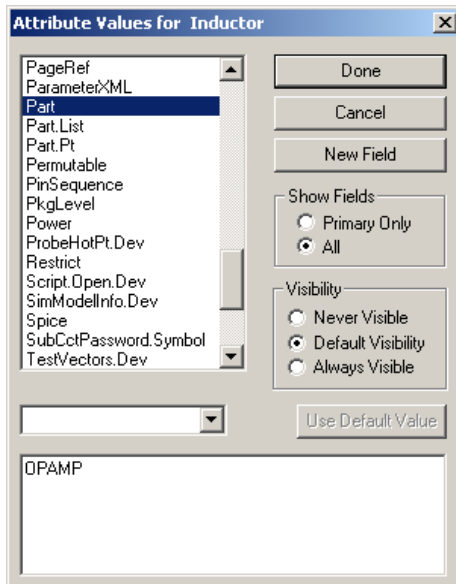 Attribute Values for Inductor
PageRef
ParameterXML
Part
Part.List
Part.Pt
Permutable
PinSequence
PkgLevel
Power
ProbeHotPt.Dev
Restrict
Script.Open.Dev
SimModelInfo.Dev
Spice
SubCctPassword.Symbol
TestVectors.Dev
Done
Cancel
New Field
Show Fields
Primary Only
All
Visibility
Never Visible
Default Visibility
Always Visible
Use Default Value
OPAMP